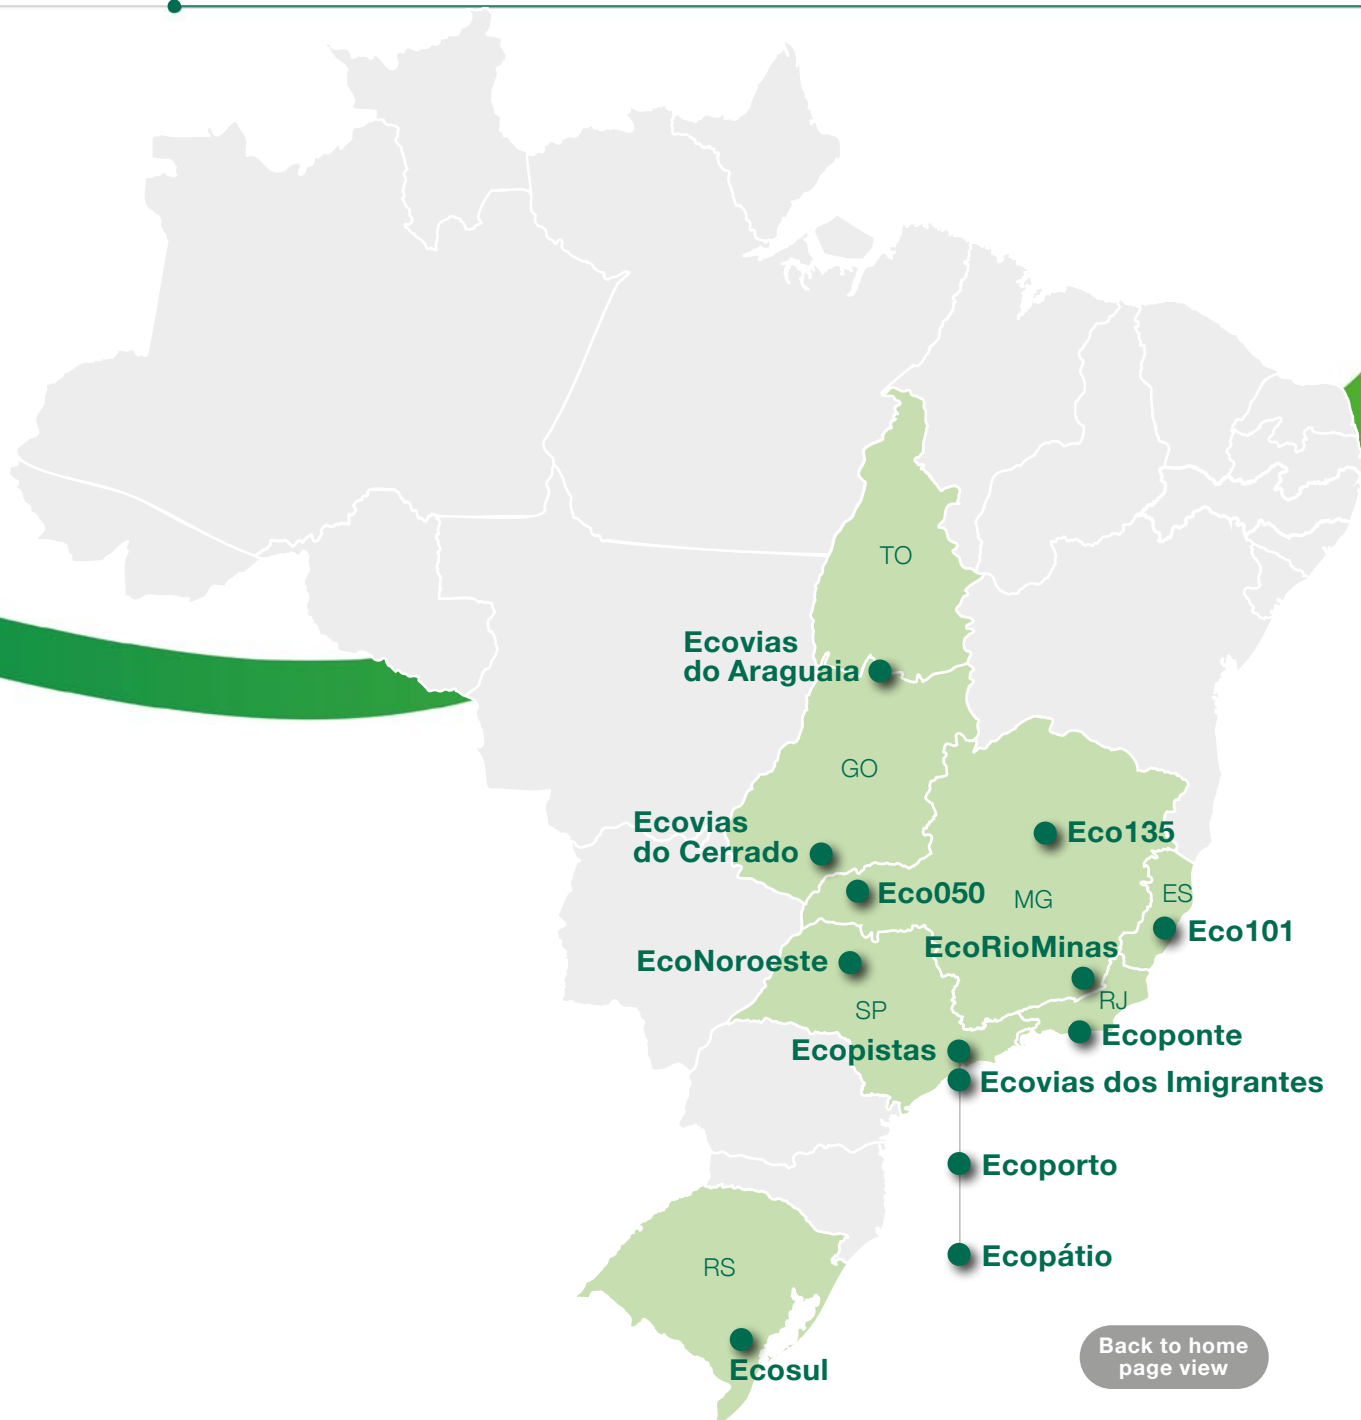 TO
Ecovias
do Araguaia
GO
Ecovias
do Cerrado
Eco135
Eco050
MG
ES
Eco101
EcoNoroeste
EcoRioMinas
SP
RJ
Ecoponte
Ecopistas
Ecovias dos Imigrantes
Ecoporto
Ecopátio
RS
Ecosul
Back to home
page view